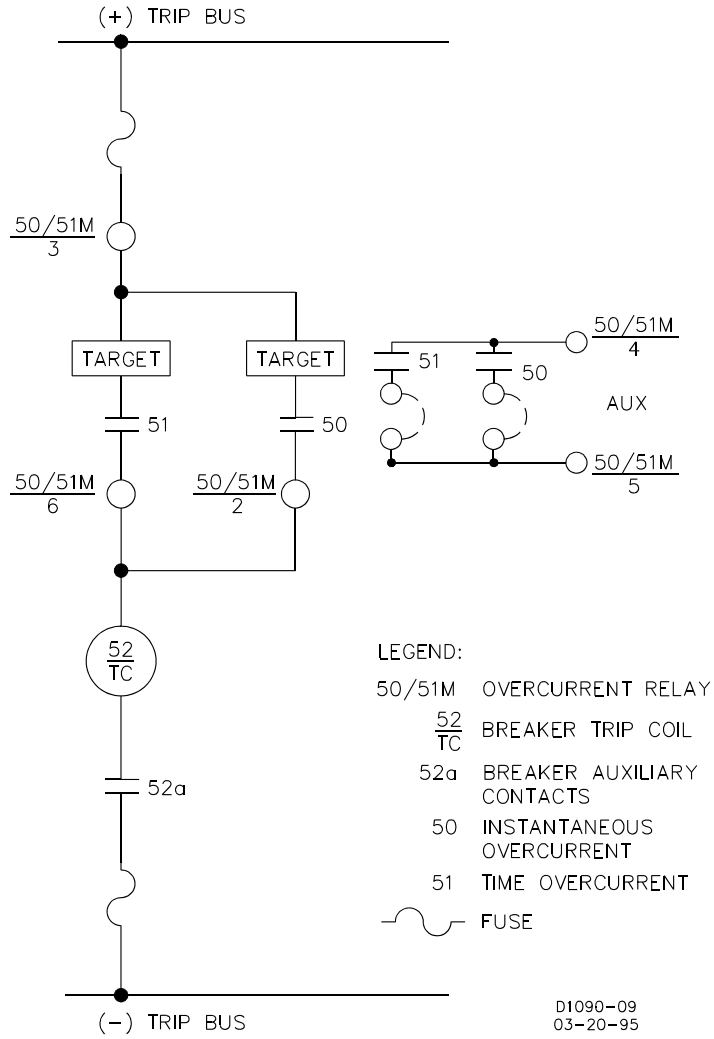 (+) TRIP BUS
50/51M
3
TARGET
TARGET
51
50
50/51M
6
50/51M
2
51
50
50/51M
4
AUX
50/51M
5
52
TC
52a
(-) TRIP BUS
LEGEND:
50/51M OVERCURRENT RELAY
52
TC BREAKER TRIP COIL
52a BREAKER AUXILIARY
CONTACTS
50 INSTANTANEOUS
OVERCURRENT
51 TIME OVERCURRENT
FUSE
D1090-09
03-20-95